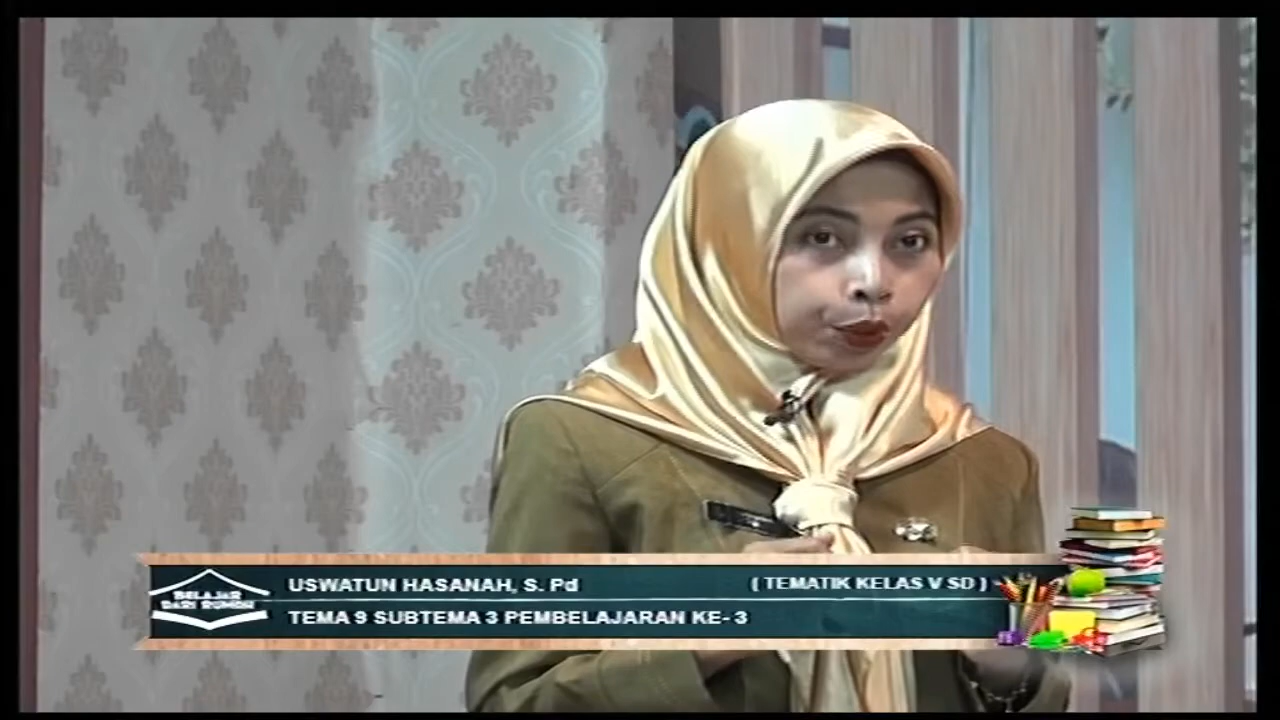 BELAJAR
DARI RUMAH
USWATUN HASANAH, S. Pd
( TEMATIK KELAS V SD )
TEMA 9 SUBTEMA 3 PEMBELAJARAN KE- 3